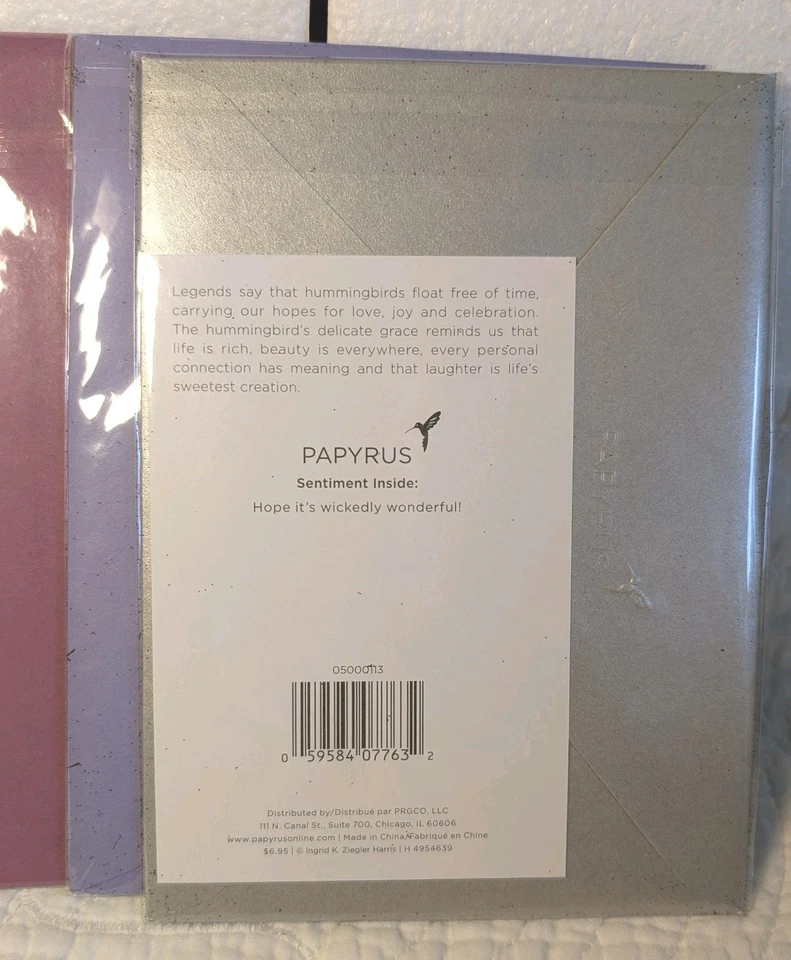 Legends say that hummingbirds float free of time,
carrying our hopes for love, joy and celebration.
The hummingbird's delicate grace reminds us that
life is rich, beauty is everywhere, every personal
connection has meaning and that laughter is life's
sweetest creation.
PAPYRUS
Sentiment Inside:
Hope it's wickedly wonderful!
PAPYRUS
05000113
0 59584 07763 2
Distributed by/Distribué par PRGCO, LLC
111 N. Canal St., Suite 700, Chicago, IL 60606
www.papyrusonline.com | Made in China/Fabriqué en Chine
$6.95 | © Ingrid K. Ziegler Harris | H 4954639